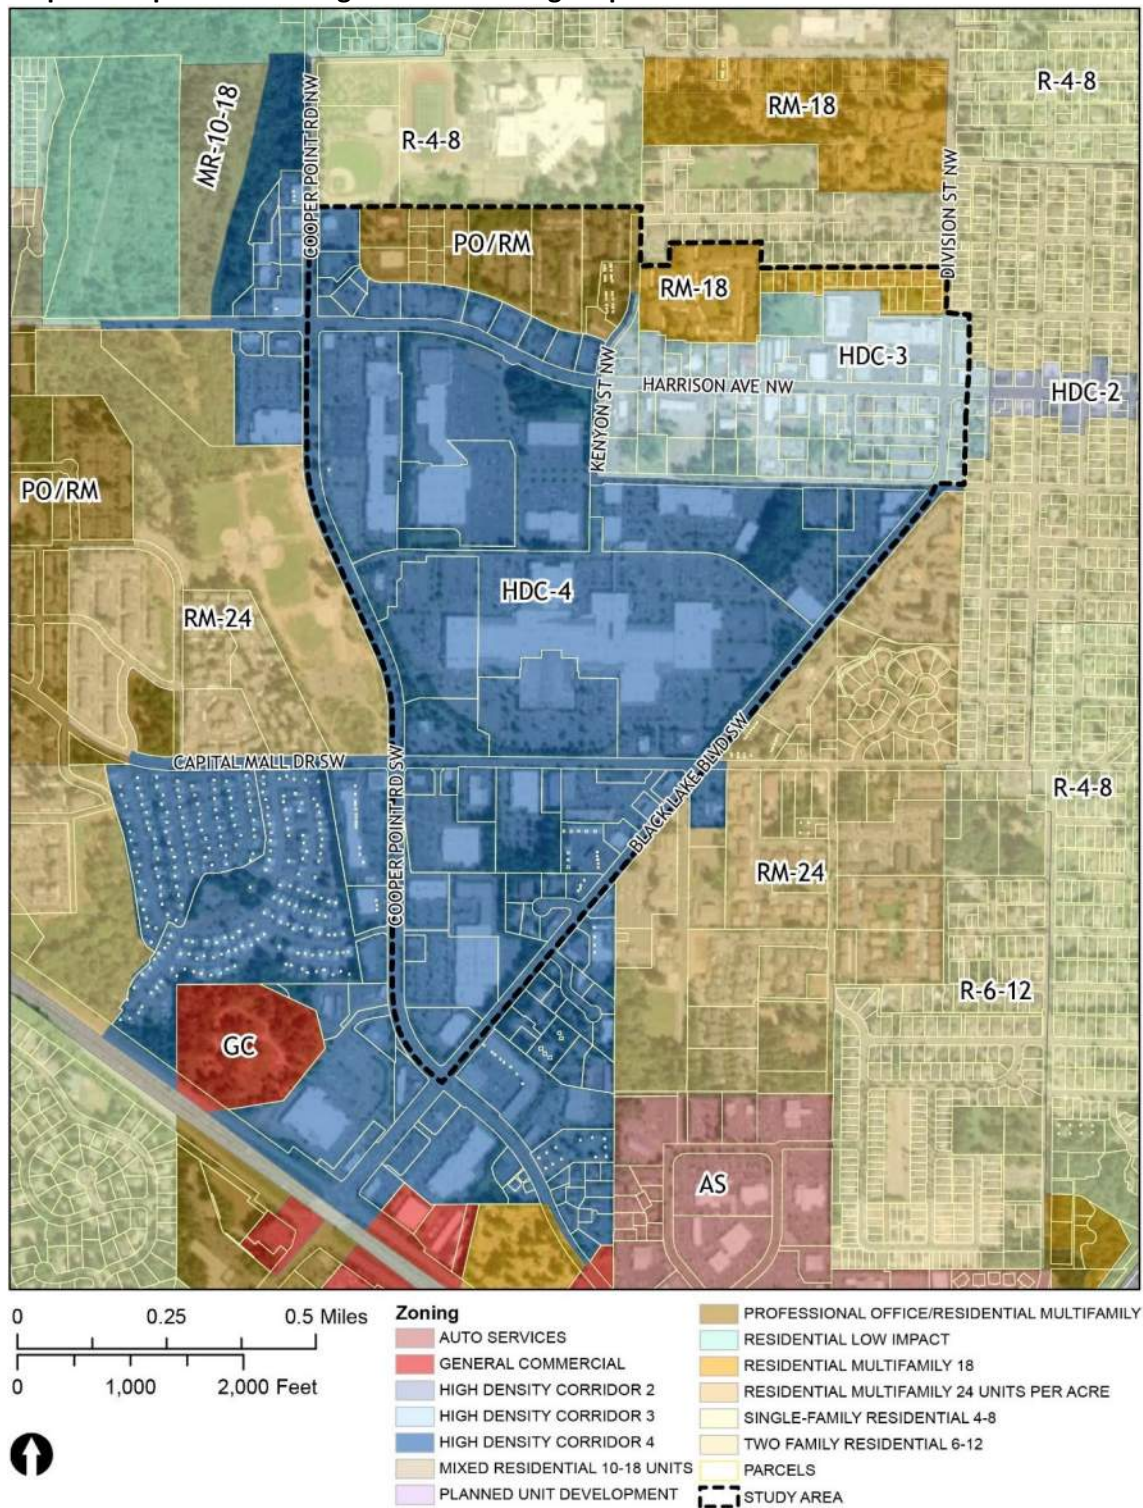 R-4-8
RM-18
R-4-8
MR-10-18
COOPER POINT RD NW
DIVISION ST NW
PO/RM
RM-18
HDC-3
HARRISON AVE NW
HDC-2
KENYON ST NW
PO/RM
HDC-4
RM-24
CAPITAL MALL DR SW
COOPER POINT RD SW
BLACK LAKE BLVD SW
R-4-8
RM-24
R-6-12
GC
AS
0 0.25 0.5 Miles
0 1,000 2,000 Feet
Zoning
AUTO SERVICES
GENERAL COMMERCIAL
HIGH DENSITY CORRIDOR 2
HIGH DENSITY CORRIDOR 3
HIGH DENSITY CORRIDOR 4
MIXED RESIDENTIAL 10-18 UNITS
PLANNED UNIT DEVELOPMENT
PROFESSIONAL OFFICE/RESIDENTIAL MULTIFAMILY
RESIDENTIAL LOW IMPACT
RESIDENTIAL MULTIFAMILY 18
RESIDENTIAL MULTIFAMILY 24 UNITS PER ACRE
SINGLE-FAMILY RESIDENTIAL 4-8
TWO FAMILY RESIDENTIAL 6-12
PARCELS
STUDY AREA